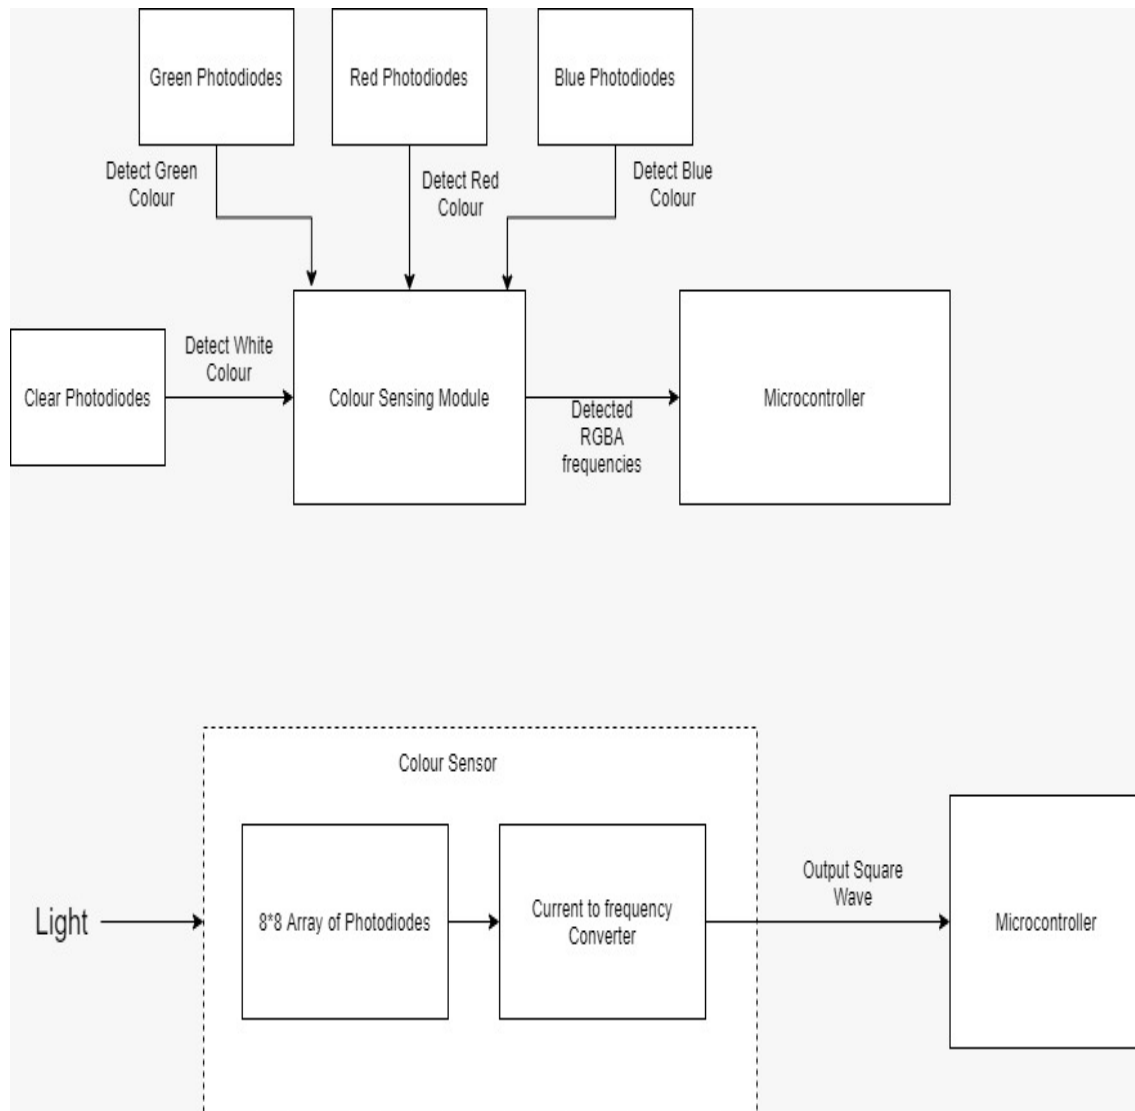 Green Photodiodes
Red Photodiodes
Blue Photodiodes
Detect Green
Colour
Detect Red
Colour
Detect Blue
Colour
Clear Photodiodes
Detect White
Colour
Colour Sensing Module
Detected
RGBA
frequencies
Microcontroller
Colour Sensor
Light
8*8 Array of Photodiodes
Current to frequency
Converter
Output Square
Wave
Microcontroller